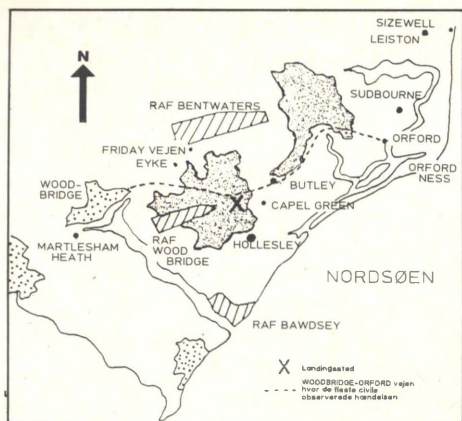 SIZEWELL
LEISTON
N
SUDBOURNE
RAF BENTWATERS
FRIDAY VEJEN
EYKE
ORFORD
ORFORD
NESS
WOOD-
BRIDGE
BUTLEY
CAPEL GREEN
X
MARTLESHAM
HEATH
RAF
WOOD
BRIDGE
HOLLESLEY
NORDSØEN
RAF BAWDSEY
X Landingssted
WOODBRIDGE-ORFORD vejen
hvor de fleste civile
observerede hændelsen